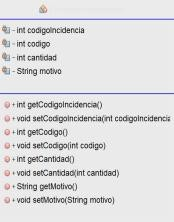 - int codigoIncidencia
- int codigo
- int cantidad
- String motivo
+ int getCodigoIncidencia()
+ void setCodigoIncidencia(int codigoIncidencia
+ int getCodigo()
+ void setCodigo(int codigo)
+ int getCantidad()
+ void setCantidad(int cantidad)
+ String getMotivo()
+ void setMotivo(String motivo)